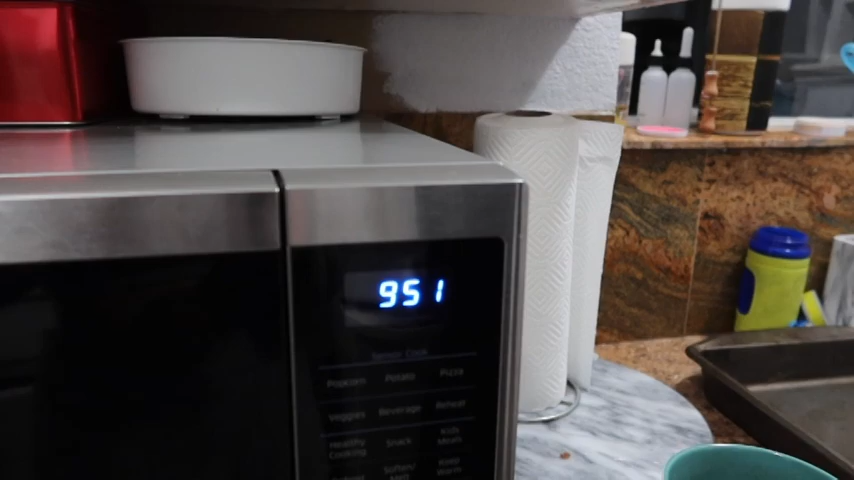 951
Sensor Cook
Popcorn Potato Pizza
Veggies Beverage Reheat
Healthy Cooking Snack Kids Meals
Soften/ Melt Keep Warm